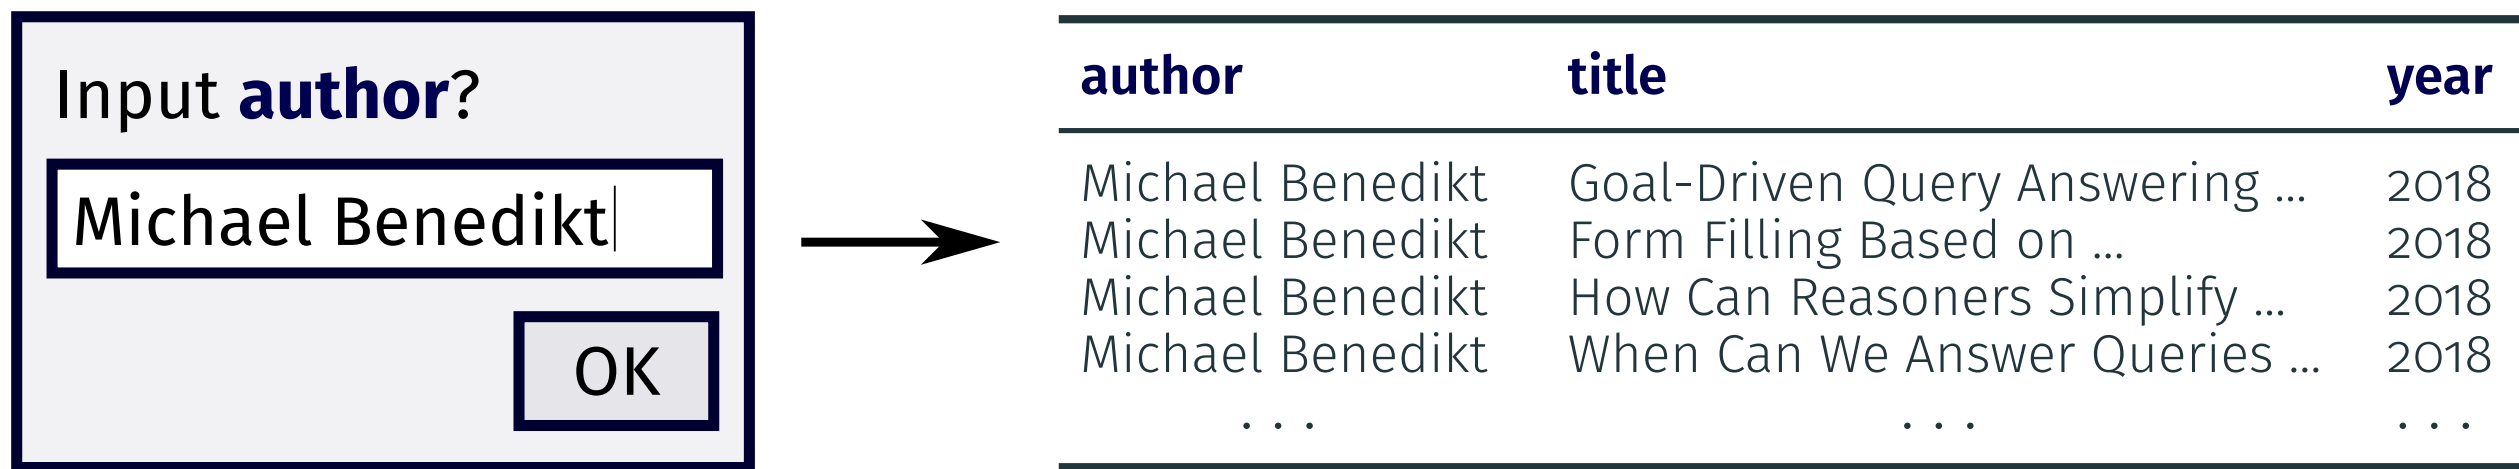 Input author?
Michael Benedikt
OK
author title year
Michael Benedikt Goal-Driven Query Answering ... 2018
Michael Benedikt Form Filling Based on ... 2018
Michael Benedikt How Can Reasoners Simplify ... 2018
Michael Benedikt When Can We Answer Queries ... 2018
... ... ...